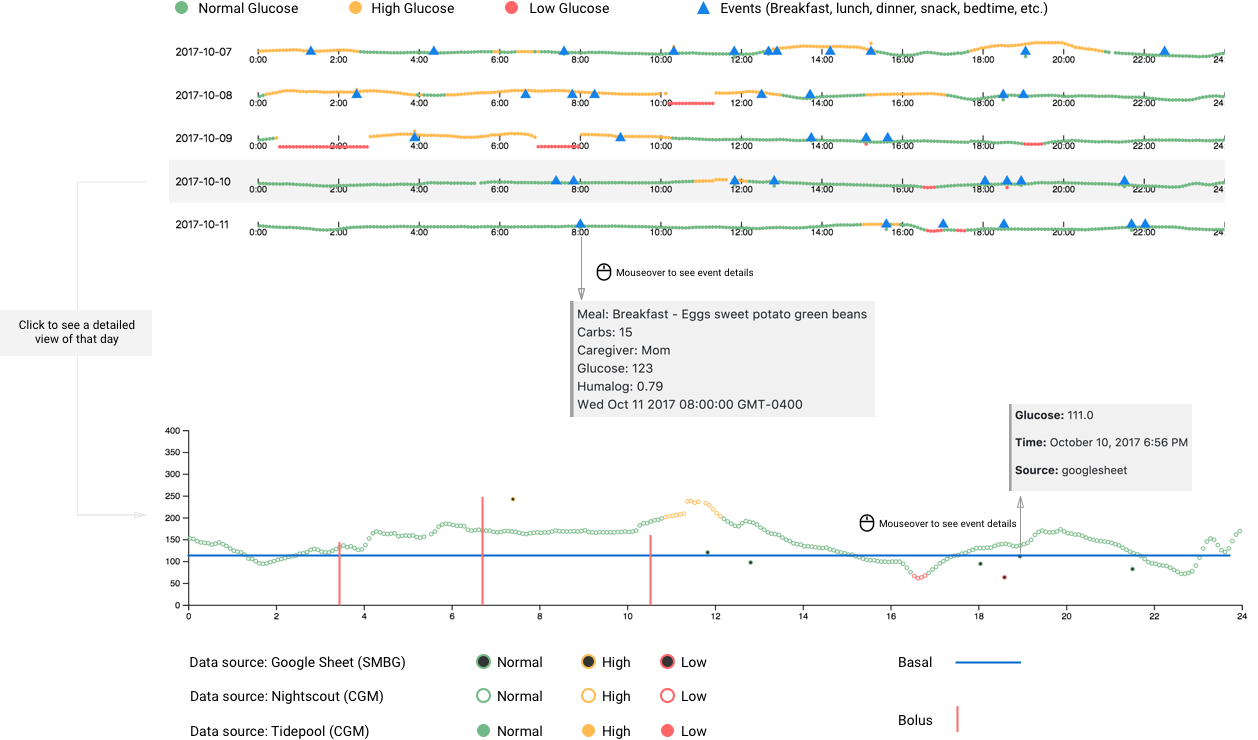 Normal Glucose High Glucose Low Glucose Events (Breakfast, lunch, dinner, snack, bedtime, etc.)
2017-10-07
0:00 2:00 4:00 6:00 8:00 10:00 12:00 14:00 16:00 18:00 20:00 22:00 24
2017-10-08
0:00 2:00 4:00 6:00 8:00 10:00 12:00 14:00 16:00 18:00 20:00 22:00 24
2017-10-09
0:00 2:00 4:00 6:00 8:00 10:00 12:00 14:00 16:00 18:00 20:00 22:00 24
2017-10-10
0:00 2:00 4:00 6:00 8:00 10:00 12:00 14:00 16:00 18:00 20:00 22:00 24
2017-10-11
0:00 2:00 4:00 6:00 8:00 10:00 12:00 14:00 16:00 18:00 20:00 22:00 24
Mouseover to see event details
Click to see a detailed
view of that day
Meal: Breakfast - Eggs sweet potato green beans
Carbs: 15
Caregiver: Mom
Glucose: 123
Humalog: 0.79
Wed Oct 11 2017 08:00:00 GMT-0400
Glucose: 111.0
Time: October 10, 2017 6:56 PM
Source: googlesheet
Mouseover to see event details
400
350
300
250
200
150
100
50
0
0 2 4 6 8 10 12 14 16 18 20 22 24
Data source: Google Sheet (SMBG) Normal High Low Basal
Data source: Nightscout (CGM) Normal High Low
Bolus
Data source: Tidepool (CGM) Normal High Low